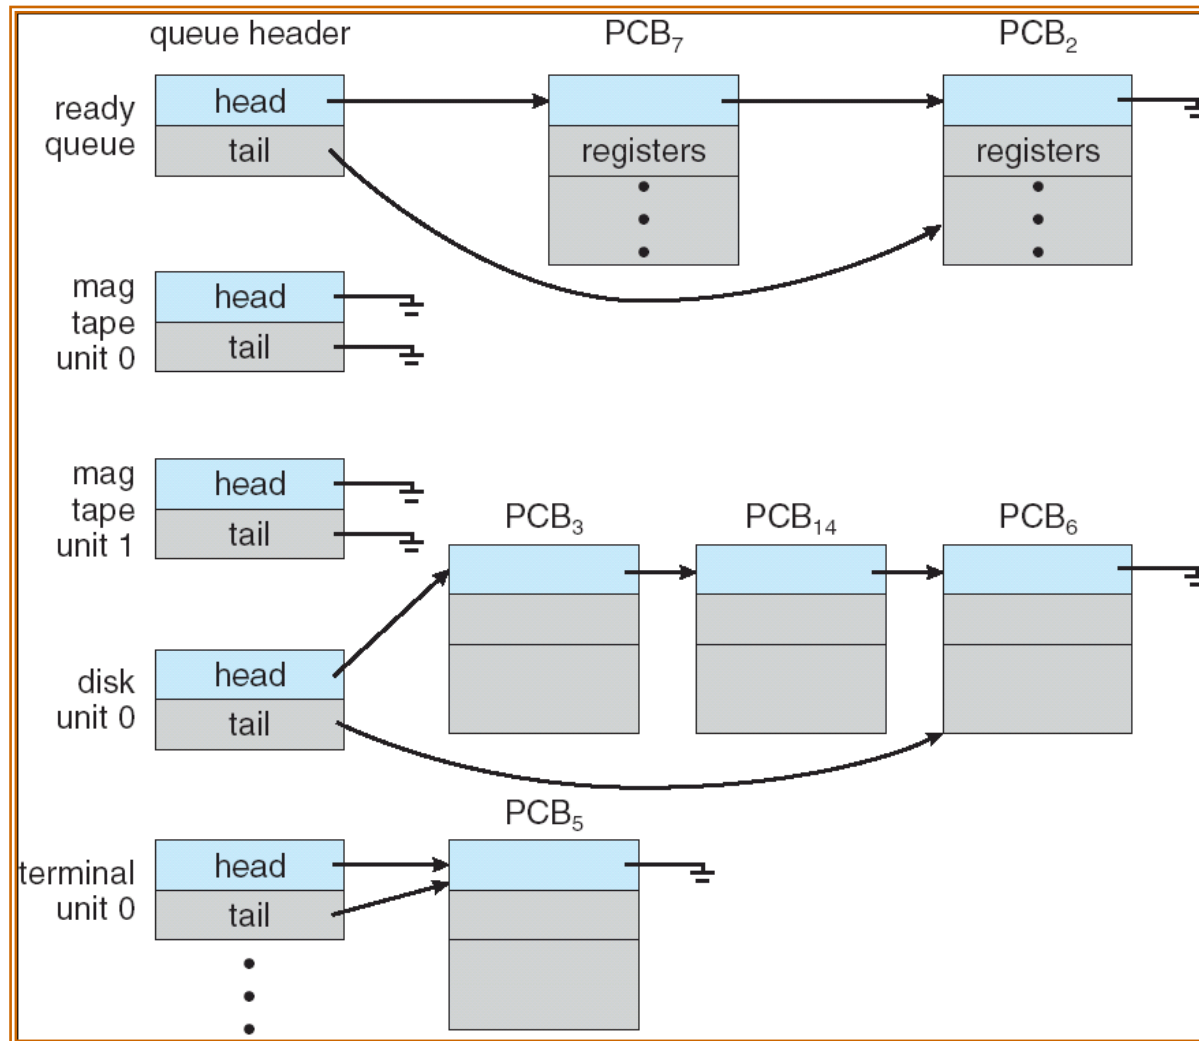 queue header
PCB7
PCB2
ready
queue
head
tail
registers
registers
mag
tape
unit 0
head
tail
mag
tape
unit 1
head
tail
PCB3
PCB14
PCB6
disk
unit 0
head
tail
PCB5
terminal
unit 0
head
tail